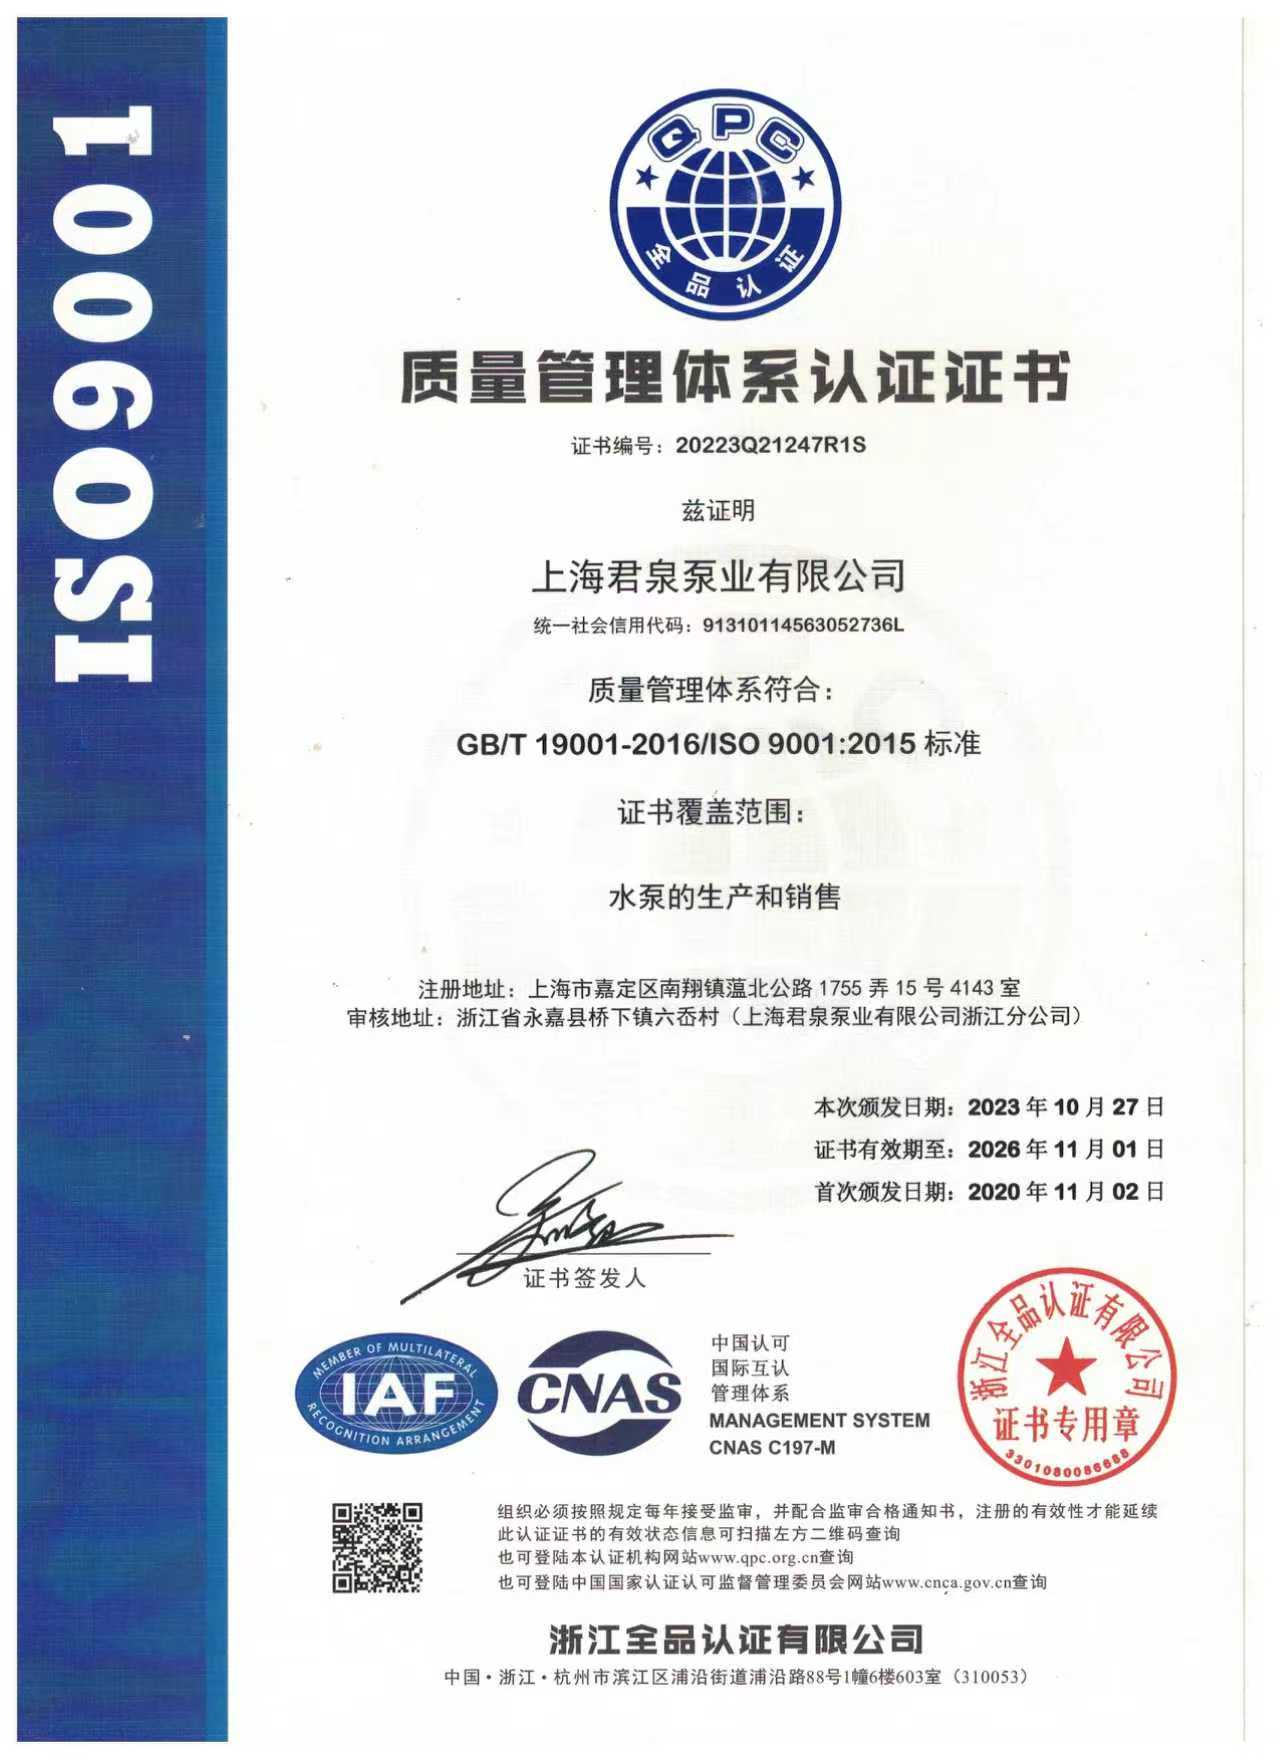 ISO9001
QPC
全品认证
质量管理体系认证证书
证书编号：20223Q21247R1S
兹证明
上海君泉泵业有限公司
统一社会信用代码：91310114563052736L
质量管理体系符合：
GB/T 19001-2016/ISO 9001:2015 标准
证书覆盖范围：
水泵的生产和销售
注册地址：上海市嘉定区南翔镇蕰北公路 1755 弄 15 号 4143 室
审核地址：浙江省永嘉县桥下镇六岙村（上海君泉泵业有限公司浙江分公司）
本次颁发日期：2023 年 10 月 27 日
证书有效期至：2026 年 11 月 01 日
首次颁发日期：2020 年 11 月 02 日
证书签发人
MEMBER OF MULTILATERAL
IAF
RECOGNITION ARRANGEMENT
CNAS
中国认可
国际互认
管理体系
MANAGEMENT SYSTEM
CNAS C197-M
浙江全品认证有限公司
证书专用章
3301080086688
组织必须按照规定每年接受监审，并配合监审合格通知书，注册的有效性才能延续
此认证证书的有效状态信息可扫描左方二维码查询
也可登陆本认证机构网站www.qpc.org.cn查询
也可登陆中国国家认证认可监督管理委员会网站www.cnca.gov.cn查询
浙江全品认证有限公司
中国·浙江·杭州市滨江区浦沿街道浦沿路88号1幢6楼603室（310053）